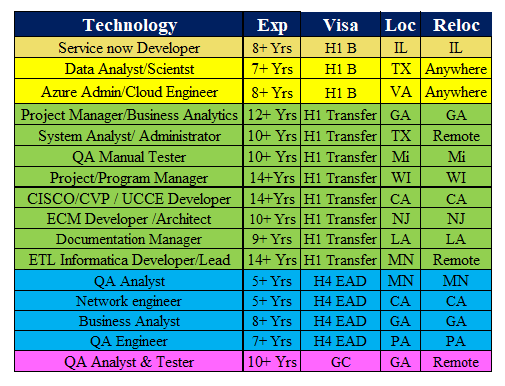 Technology Exp Visa Loc Reloc
Service now Developer 8+ Yrs H1 B IL IL
Data Analyst/Scientst 7+ Yrs H1 B TX Anywhere
Azure Admin/Cloud Engineer 8+ Yrs H1 B VA Anywhere
Project Manager/Business Analytics 12+ Yrs H1 Transfer GA GA
System Analyst/ Administrator 10+ Yrs H1 Transfer TX Remote
QA Manual Tester 10+ Yrs H1 Transfer Mi Mi
Project/Program Manager 14+Yrs H1 Transfer WI WI
CISCO/CVP / UCCE Developer 14+Yrs H1 Transfer CA CA
ECM Developer /Architect 10+ Yrs H1 Transfer NJ NJ
Documentation Manager 9+ Yrs H1 Transfer LA LA
ETL Informatica Developer/Lead 14+ Yrs H1 Transfer MN Remote
QA Analyst 5+ Yrs H4 EAD MN MN
Network engineer 5+ Yrs H4 EAD CA CA
Business Analyst 8+ Yrs H4 EAD GA GA
QA Engineer 7+ Yrs H4 EAD PA PA
QA Analyst & Tester 10+ Yrs GC GA Remote